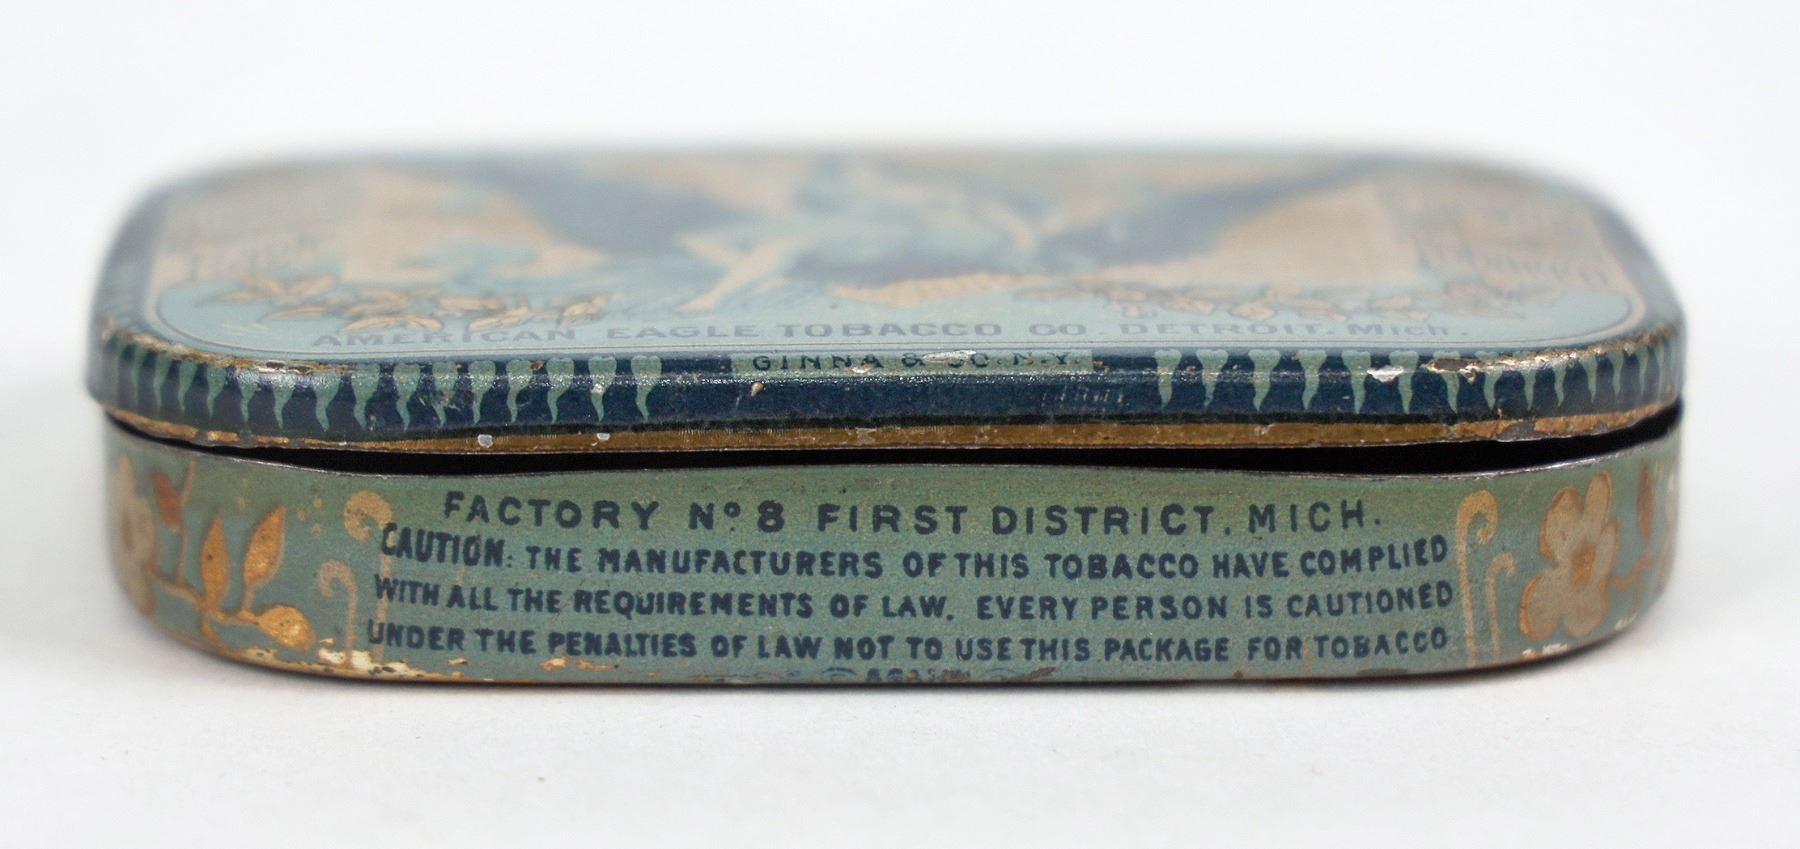 AMERICAN EAGLE TOBACCO CO. DETROIT. Mich.
GINNA & CO. N.Y.
FACTORY Nº 8 FIRST DISTRICT, MICH.
CAUTION: THE MANUFACTURERS OF THIS TOBACCO HAVE COMPLIED
WITH ALL THE REQUIREMENTS OF LAW. EVERY PERSON IS CAUTIONED
UNDER THE PENALTIES OF LAW NOT TO USE THIS PACKAGE FOR TOBACCO
AGAIN